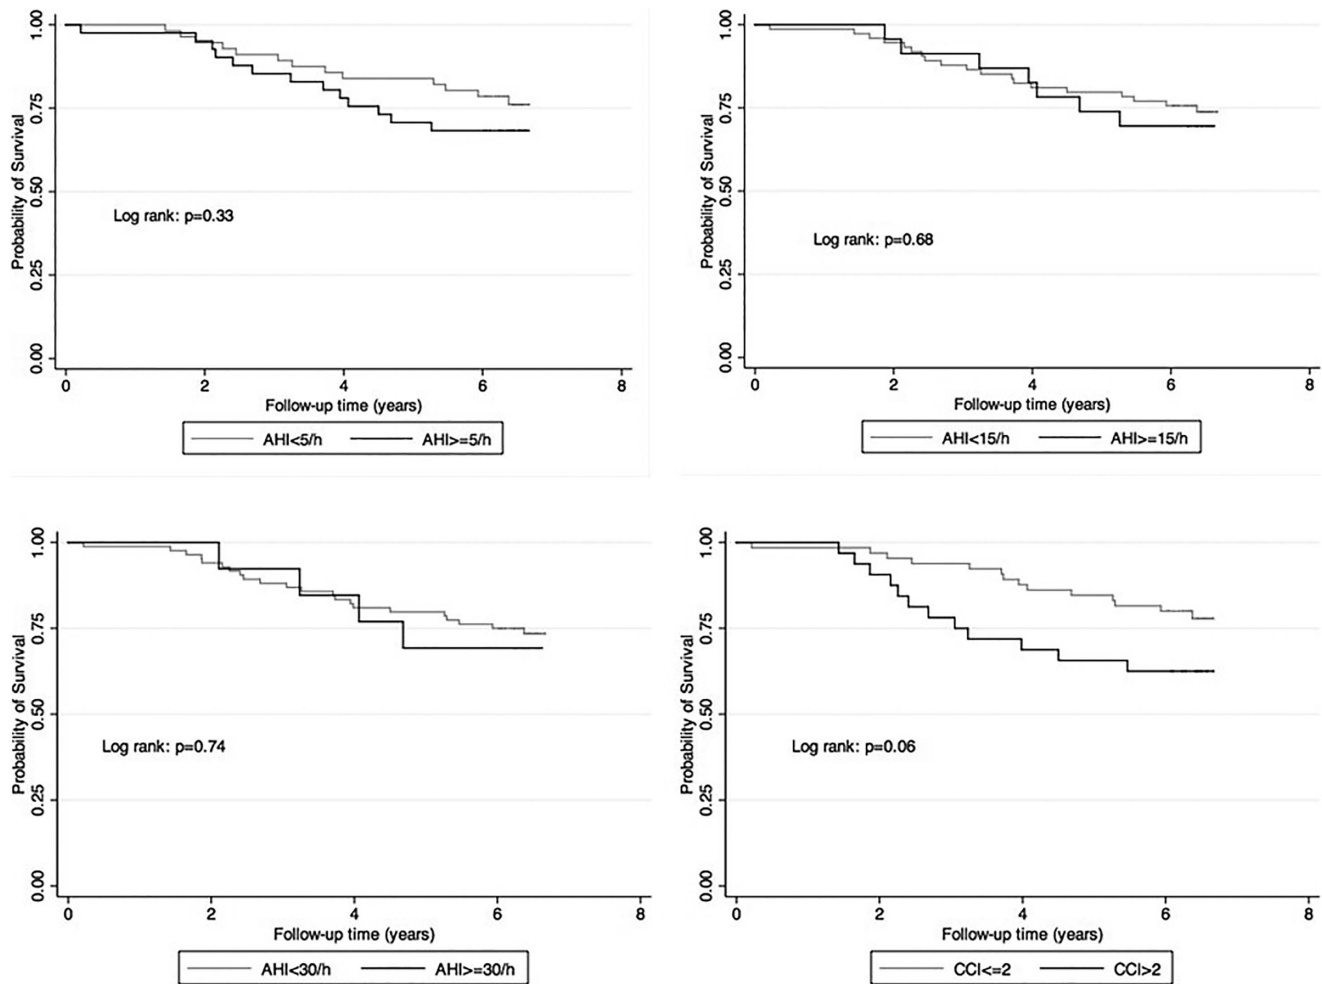 1.00
0.75
0.50
0.25
0.00
Probability of Survival
Log rank: p=0.33
0 2 4 6 8
Follow-up time (years)
AHI<5/h AHI>=5/h
1.00
0.75
0.50
0.25
0.00
Probability of Survival
Log rank: p=0.68
0 2 4 6 8
Follow-up time (years)
AHI<15/h AHI>=15/h
1.00
0.75
0.50
0.25
0.00
Probability of Survival
Log rank: p=0.74
0 2 4 6 8
Follow-up time (years)
AHI<30/h AHI>=30/h
1.00
0.75
0.50
0.25
0.00
Probability of Survival
Log rank: p=0.06
0 2 4 6 8
Follow-up time (years)
CCI<=2 CCI>2